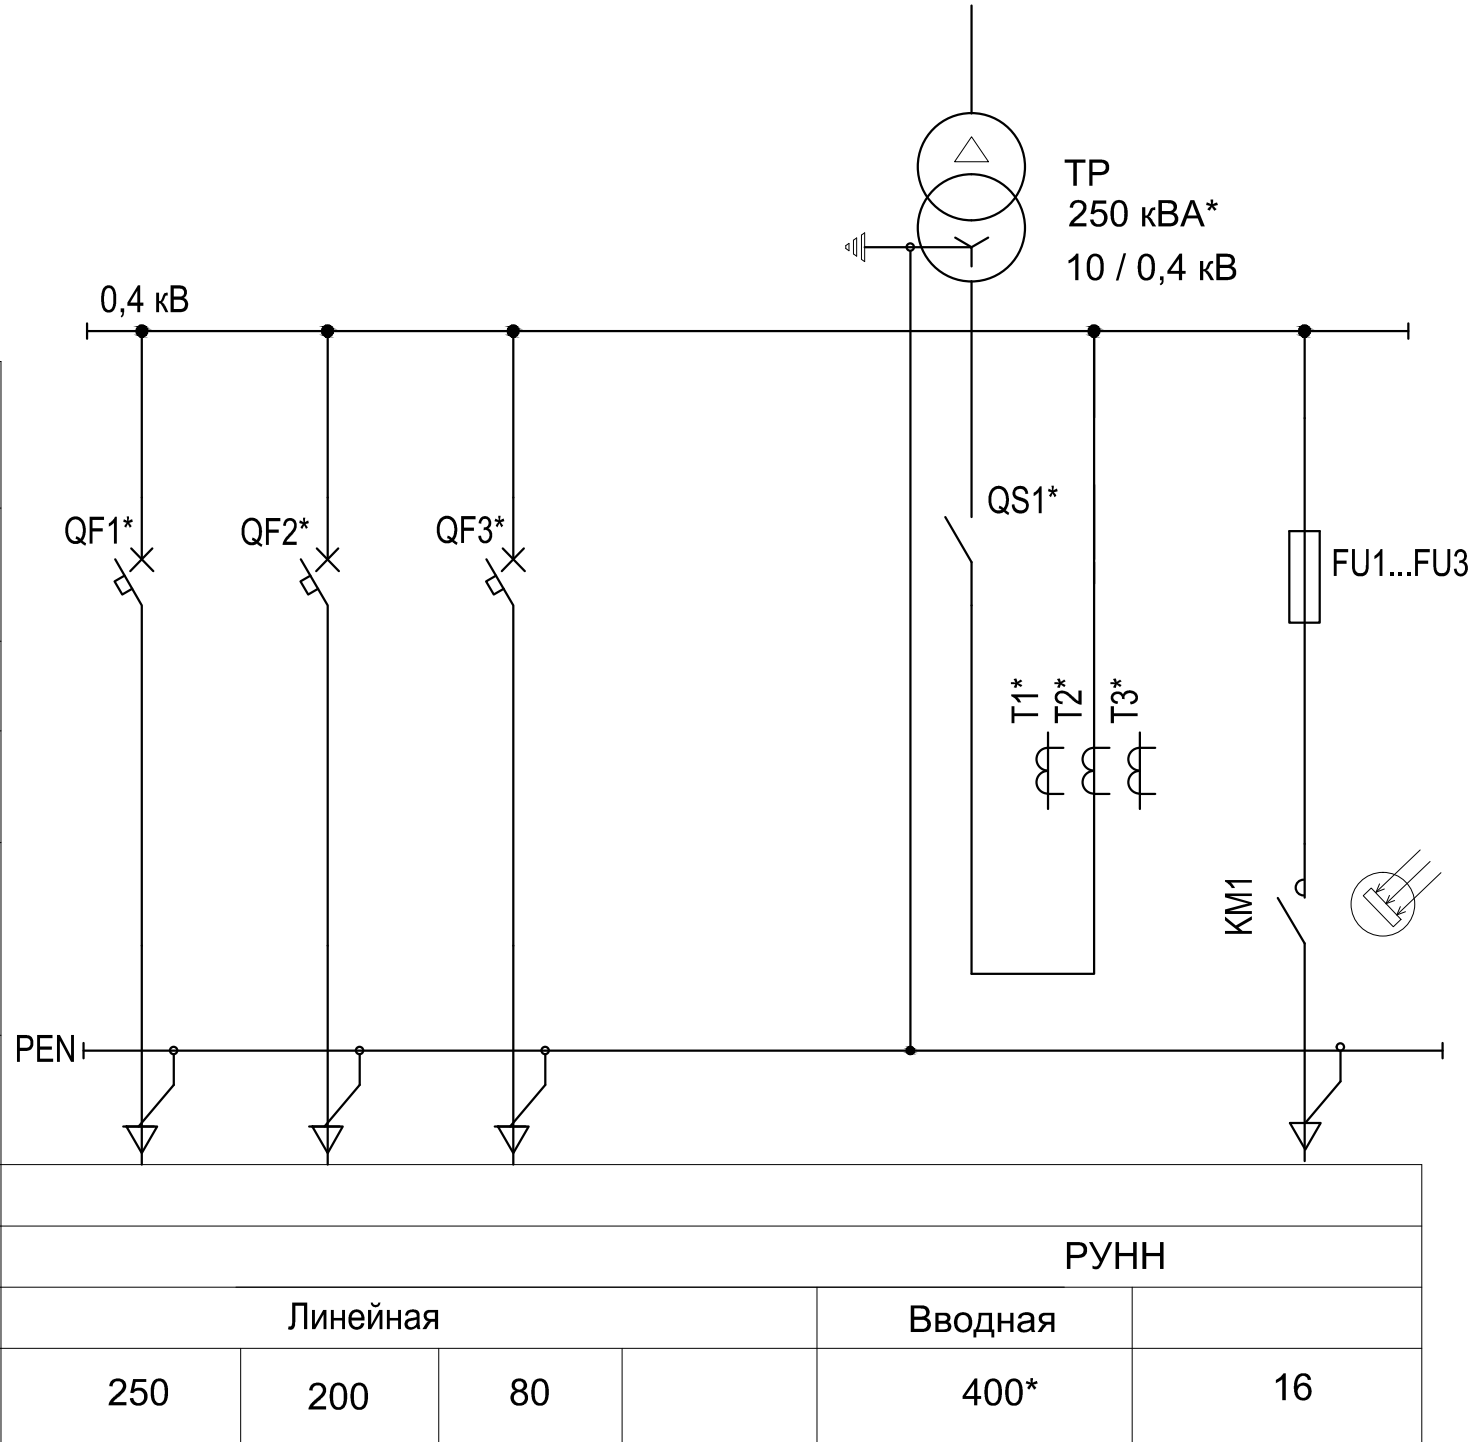 ТР
250 кВА*
10 / 0,4 кВ
0,4 кВ
QF1*
QF2*
QF3*
QS1*
FU1...FU3
T1*
T2*
T3*
KM1
PEN
РУНН
Линейная
Вводная
250
200
80
400*
16